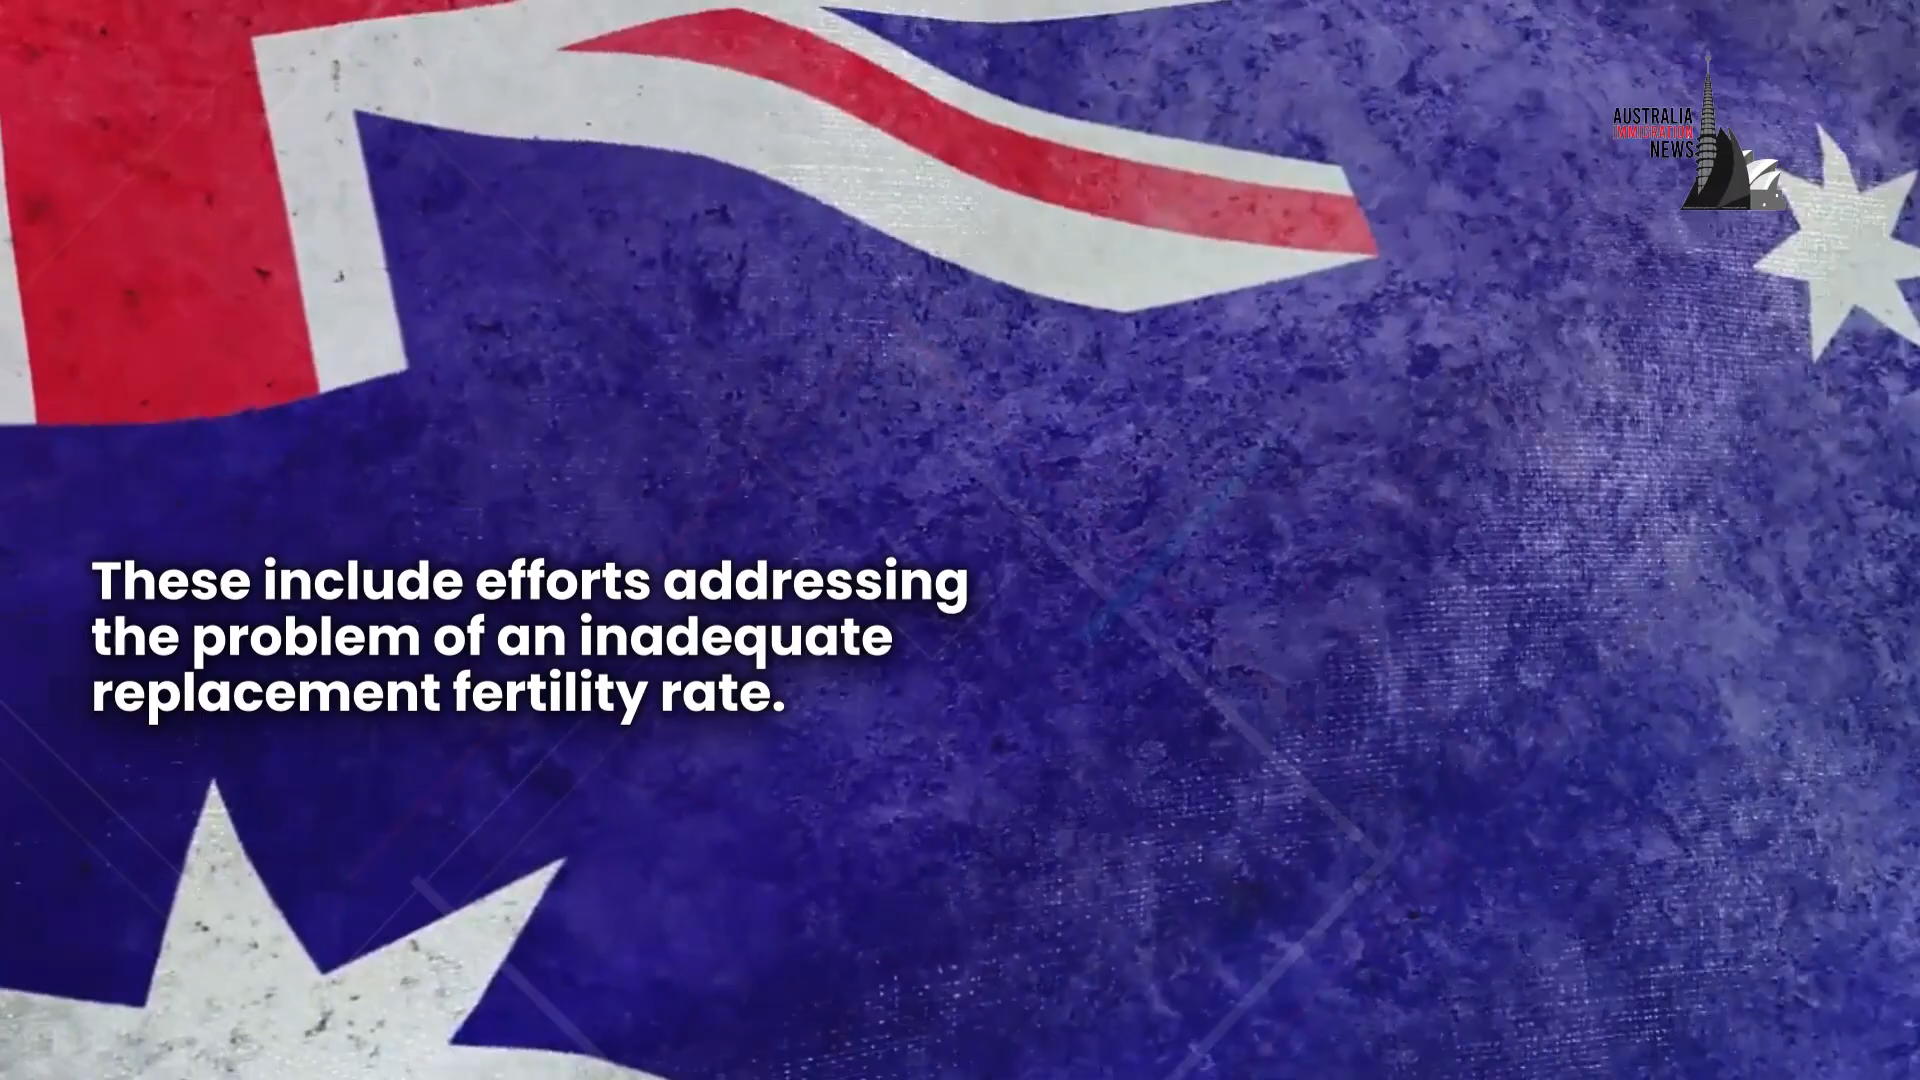 AUSTRALIA
IMMIGRATION
NEWS
These include efforts addressing
the problem of an inadequate
replacement fertility rate.